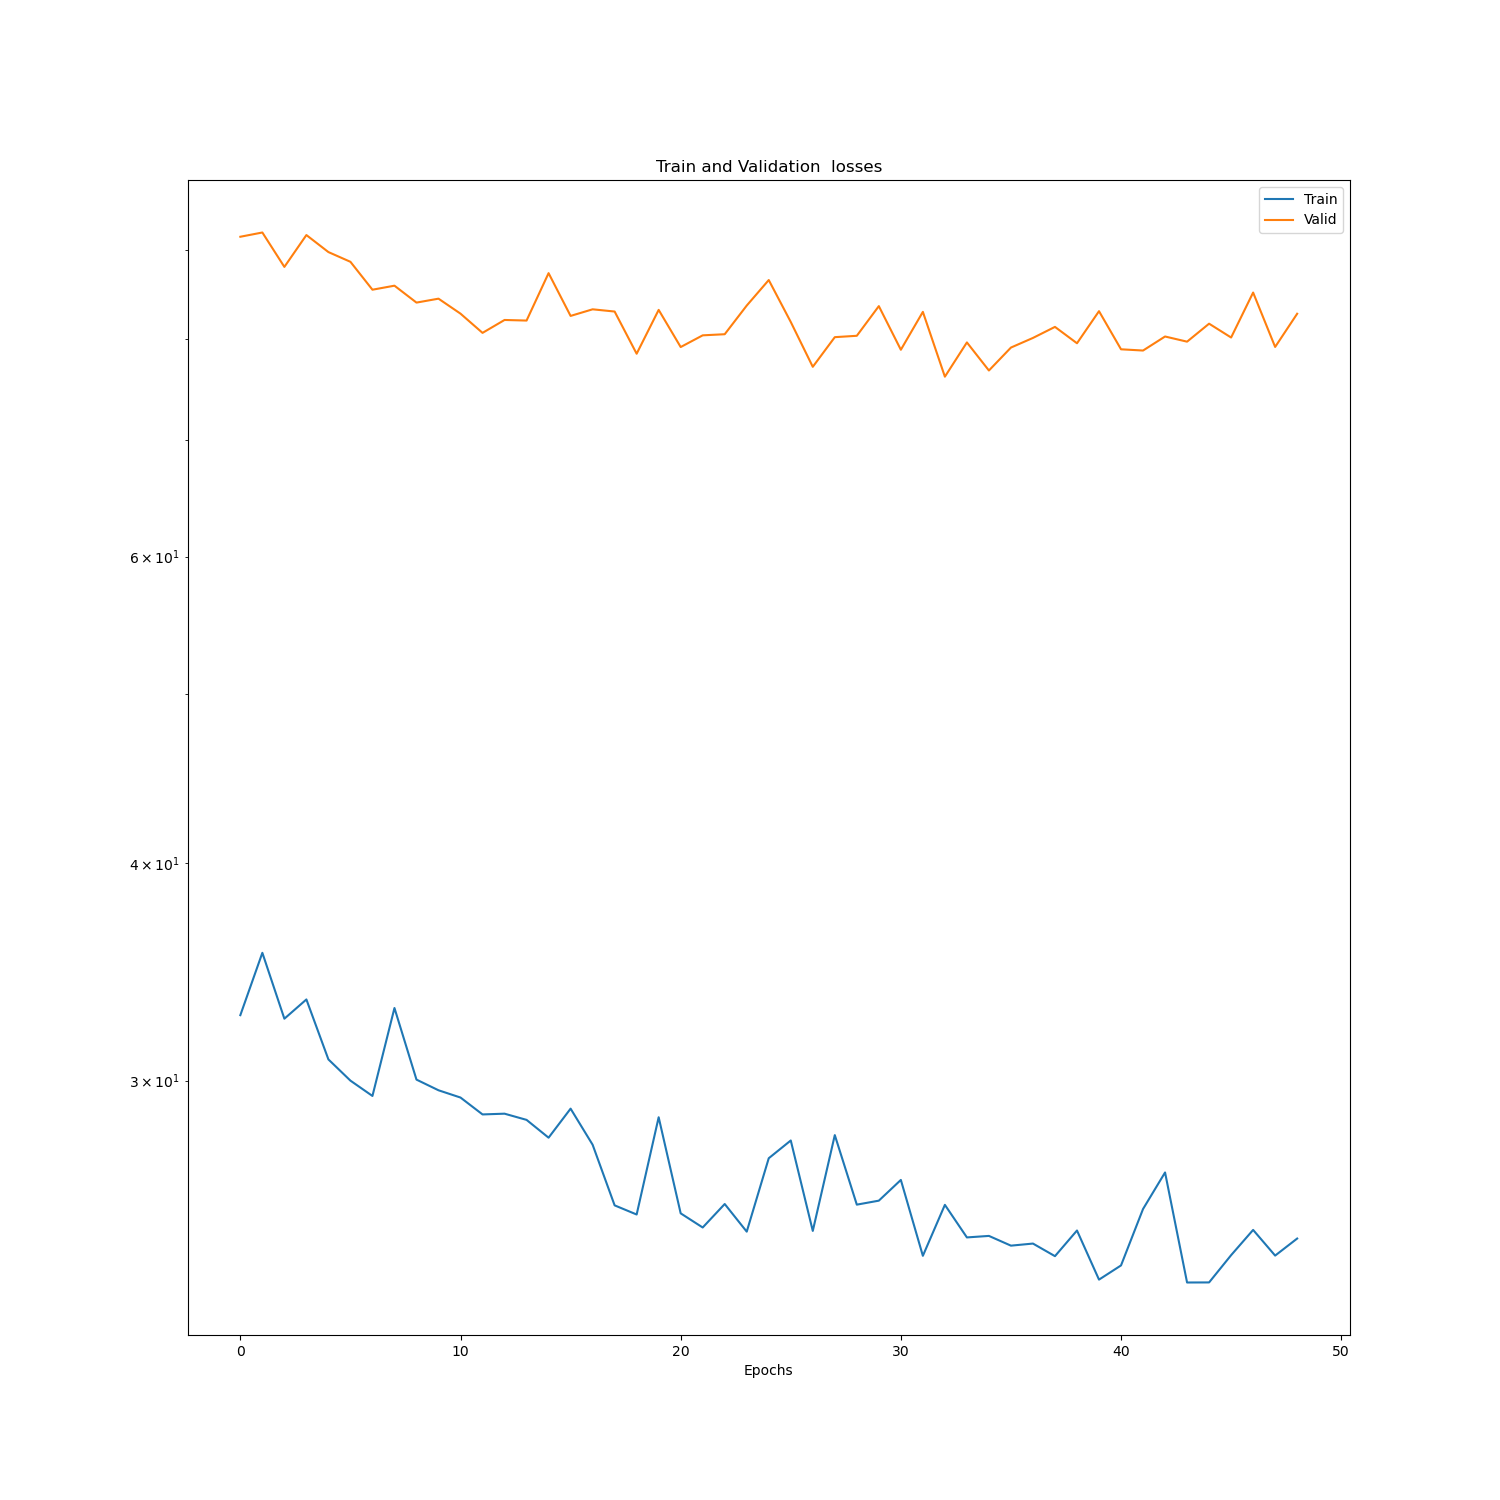 Train and Validation  losses
Train
Valid
6 × 10¹
4 × 10¹
3 × 10¹
0
10
20
30
40
50
Epochs